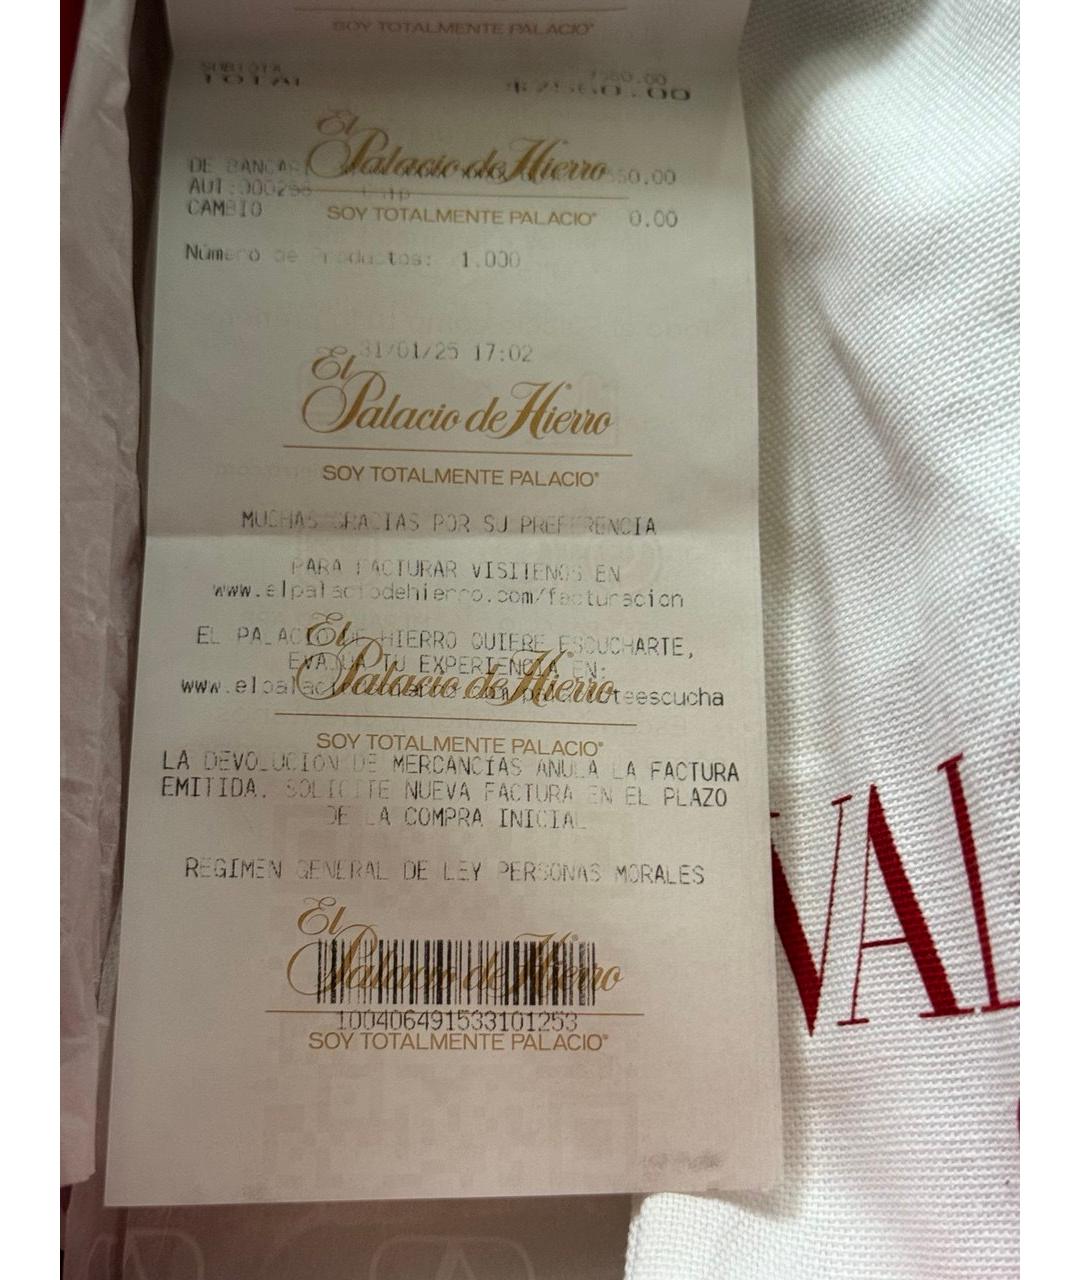 SOY TOTALMENTE PALACIO®
SUBTOTAL
TOTAL
El
Palacio de Hierro
DE BANCA
AUT:000298
CAMBIO 0.00
SOY TOTALMENTE PALACIO®
Número de Productos: 1.000
31/01/25 17:02
El
Palacio de Hierro
SOY TOTALMENTE PALACIO®
MUCHAS GRACIAS POR SU PREFERENCIA
PARA FACTURAR VISITENOS EN
www.elpalaciodehierro.com/facturacion
EL PALACIO DE HIERRO QUIERE ESCUCHARTE,
EVALUA TU EXPERIENCIA EN:
El
Palacio de Hierro
SOY TOTALMENTE PALACIO®
LA DEVOLUCION DE MERCANCIAS ANULA LA FACTURA
EMITIDA. SOLICITE NUEVA FACTURA EN EL PLAZO
DE LA COMPRA INICIAL
REGIMEN GENERAL DE LEY PERSONAS MORALES
El
Palacio de Hierro
100406491533101253
SOY TOTALMENTE PALACIO®
VAL